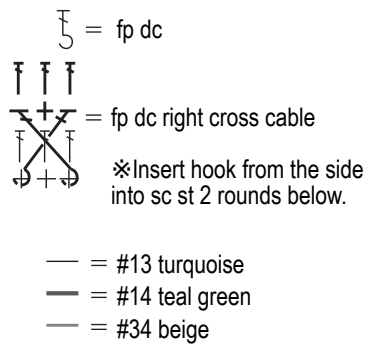 = fp dc
= fp dc right cross cable
※Insert hook from the side
into sc st 2 rounds below.
= #13 turquoise
= #14 teal green
= #34 beige